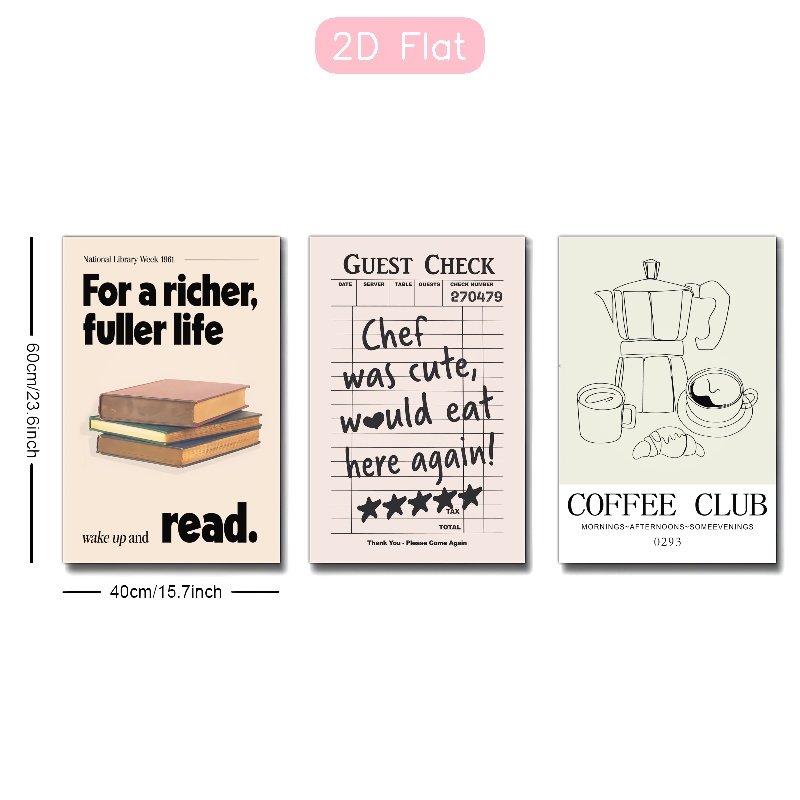 2D Flat
60cm/23.6inch
National Library Week 1961
For a richer,
fuller life
wake up and read.
40cm/15.7inch
GUEST CHECK
DATE SERVER TABLE GUESTS CHECK NUMBER
270479
Chef
was cute,
would eat
here again!
TAX
TOTAL
Thank You - Please Come Again
COFFEE CLUB
MORNINGS~AFTERNOONS~SOMEEVENINGS
0293